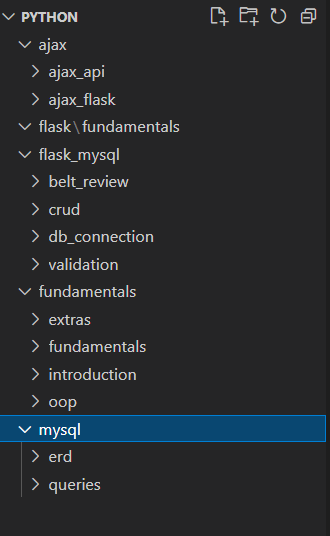 PYTHON
ajax
ajax_api
ajax_flask
flask\fundamentals
flask_mysql
belt_review
crud
db_connection
validation
fundamentals
extras
fundamentals
introduction
oop
mysql
erd
queries